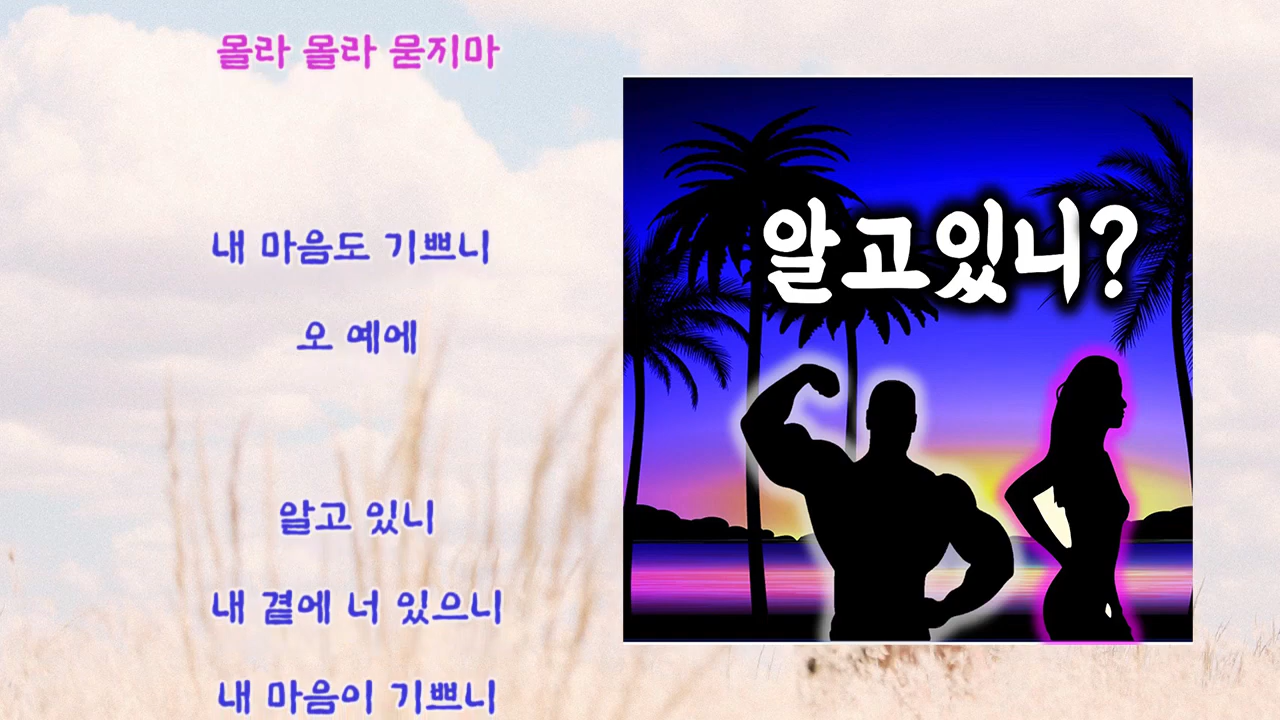 몰라 몰라 묻지마
내 마음도 기쁘니
오 예에
알고 있니
내 곁에 너 있으니
내 마음이 기쁘니
알고있니?